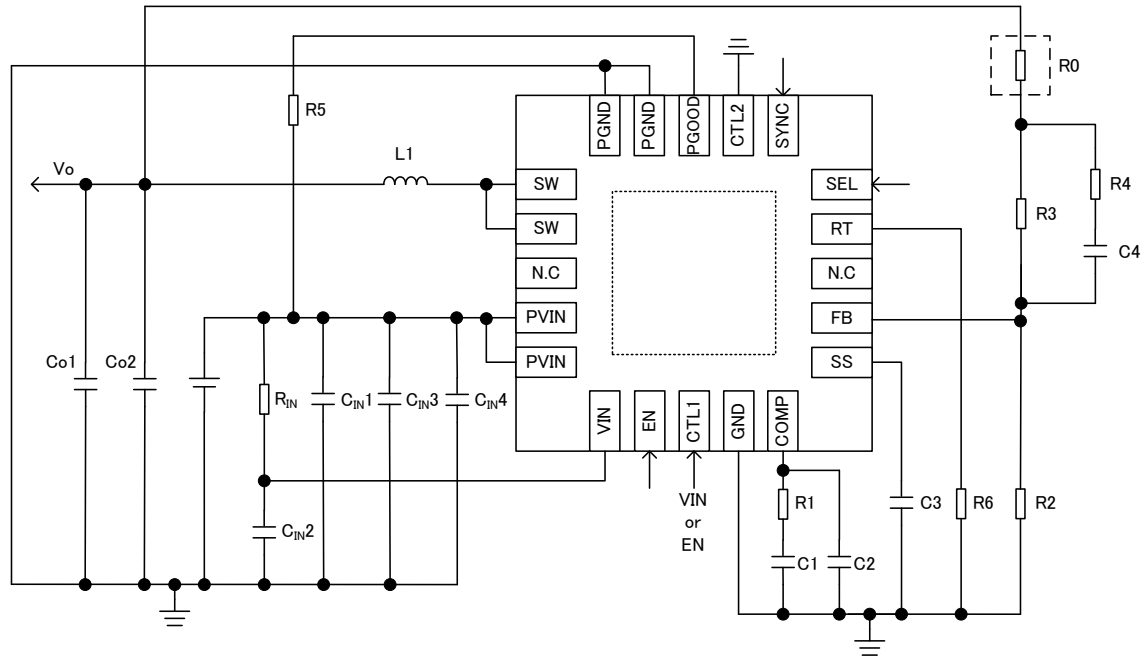 R0
R5
PGND
PGND
PGOOD
CTL2
SYNC
L1
Vo
SW
SEL
R4
SW
RT
R3
C4
N.C
N.C
PVIN
FB
PVIN
SS
Co1
Co2
RIN
CIN1
CIN3
CIN4
VIN
EN
CTL1
GND
COMP
VIN
or
EN
R1
C3
R6
R2
CIN2
C1
C2